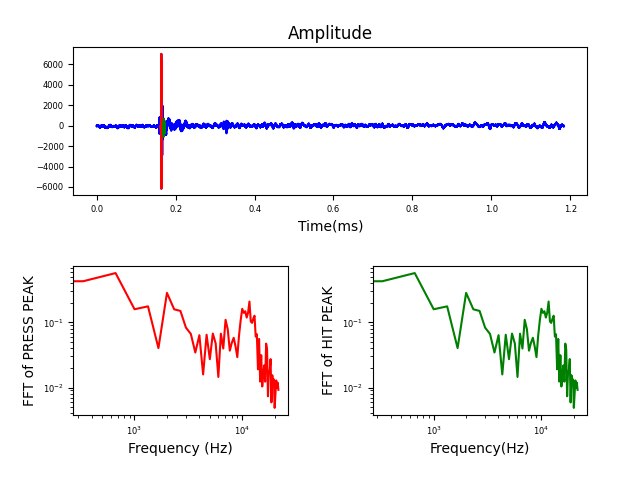 Amplitude
6000
4000
2000
0
−2000
−4000
−6000
0.0 0.2 0.4 0.6 0.8 1.0 1.2
Time(ms)
FFT of PRESS PEAK
10⁻¹
10⁻²
10³ 10⁴
Frequency (Hz)
FFT of HIT PEAK
10⁻¹
10⁻²
10³ 10⁴
Frequency(Hz)